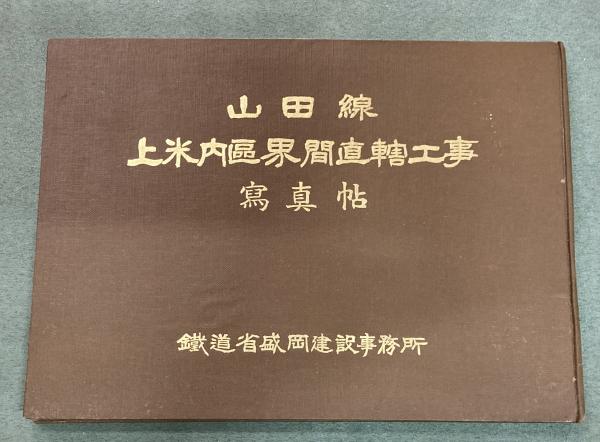 山田線
上米内區界間直轄工事
寫真帖
鐵道省盛岡建設事務所